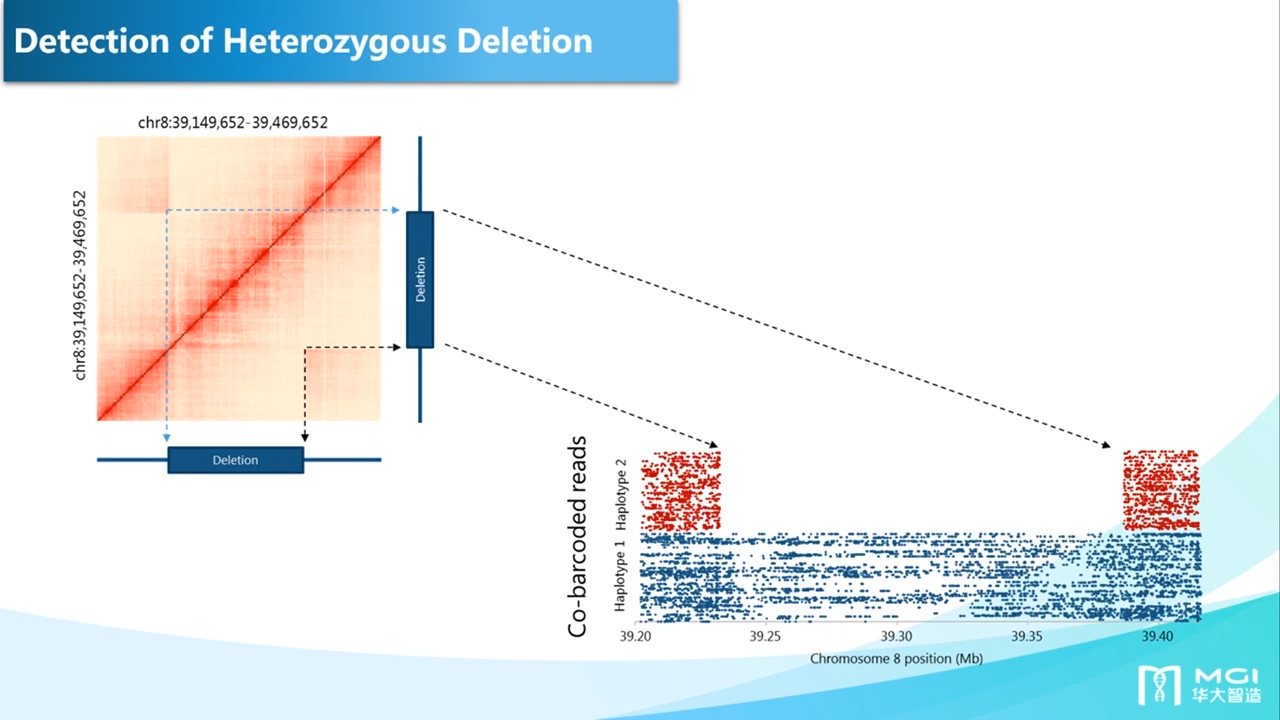 Detection of Heterozygous Deletion
chr8:39,149,652-39,469,652
chr8:39,149,652-39,469,652
Deletion
Deletion
Co-barcoded reads
Haplotype 2
Haplotype 1
39.20 39.25 39.30 39.35 39.40
Chromosome 8 position (Mb)
MGI
华大智造